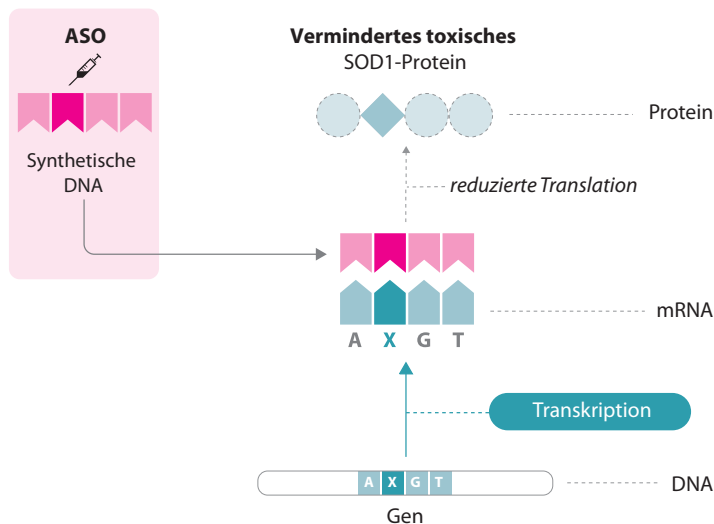 ASO
Synthetische
DNA
Vermindertes toxisches
SOD1-Protein
Protein
reduzierte Translation
mRNA
A X G T
Transkription
A X G T
DNA
Gen